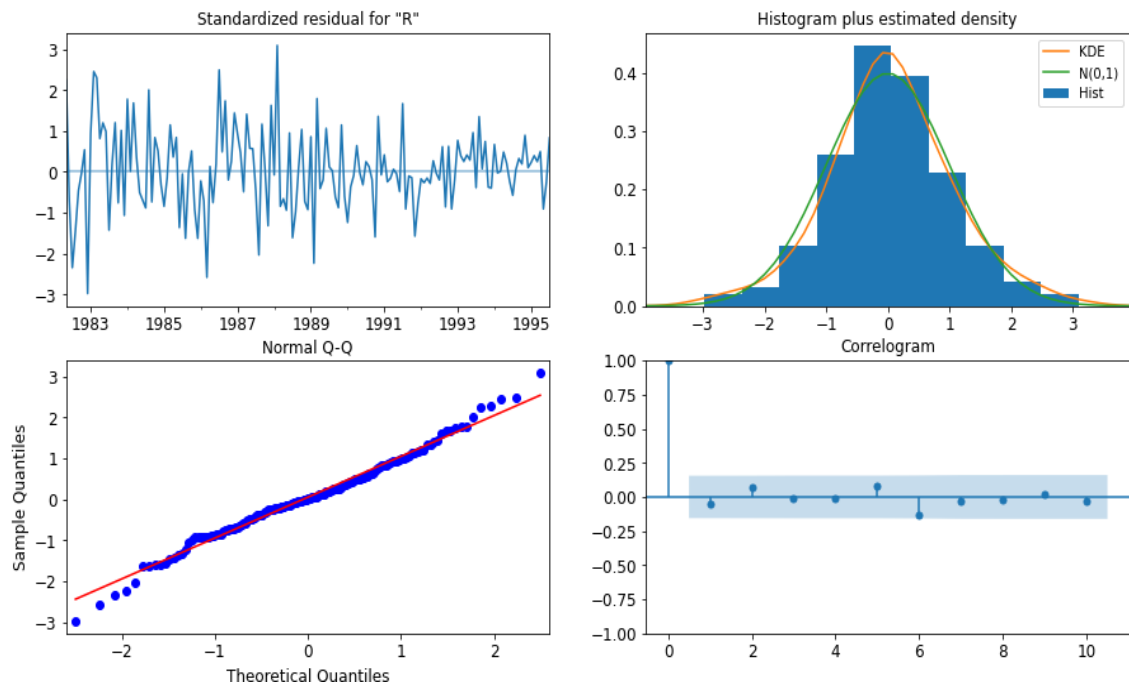 Standardized residual for "R"
3
2
1
0
−1
−2
−3
1983 1985 1987 1989 1991 1993 1995
Histogram plus estimated density
KDE
N(0,1)
Hist
0.4
0.3
0.2
0.1
0.0
−3 −2 −1 0 1 2 3
Normal Q-Q
Sample Quantiles
3
2
1
0
−1
−2
−3
−2 −1 0 1 2
Theoretical Quantiles
Correlogram
1.00
0.75
0.50
0.25
0.00
−0.25
−0.50
−0.75
−1.00
0 2 4 6 8 10